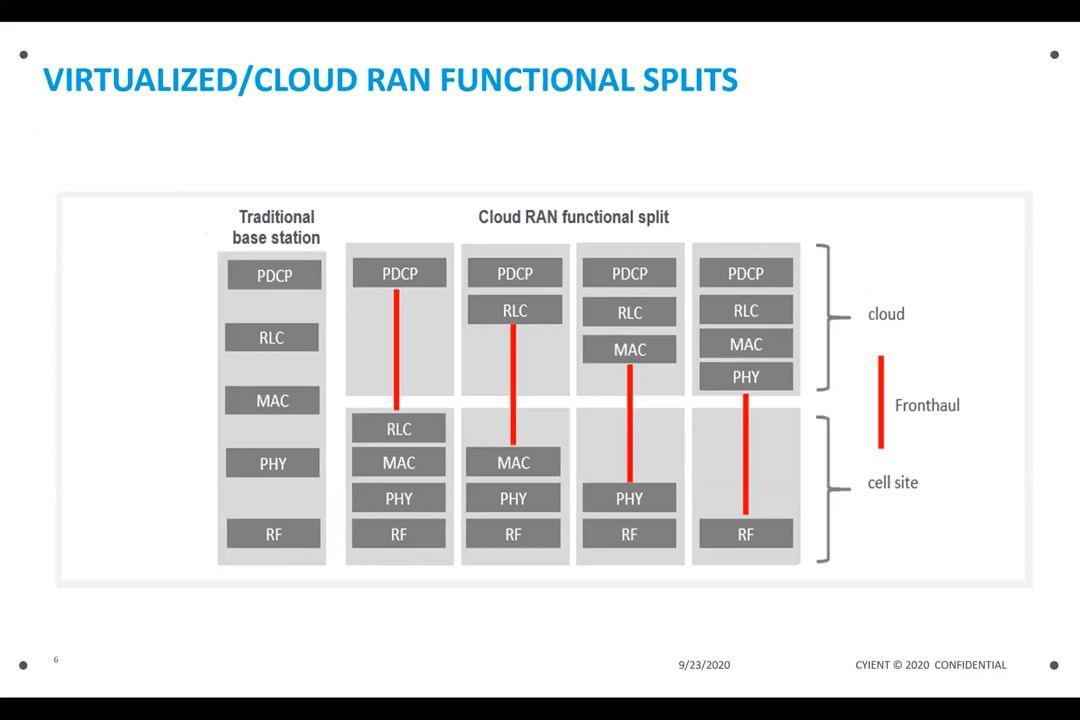 VIRTUALIZED/CLOUD RAN FUNCTIONAL SPLITS
Traditional
base station
Cloud RAN functional split
PDCP
RLC
MAC
PHY
RF
PDCP
RLC
MAC
PHY
RF
PDCP
RLC
MAC
PHY
RF
PDCP
RLC
MAC
PHY
RF
PDCP
RLC
MAC
PHY
RF
cloud
Fronthaul
cell site
6
9/23/2020
CYIENT © 2020 CONFIDENTIAL